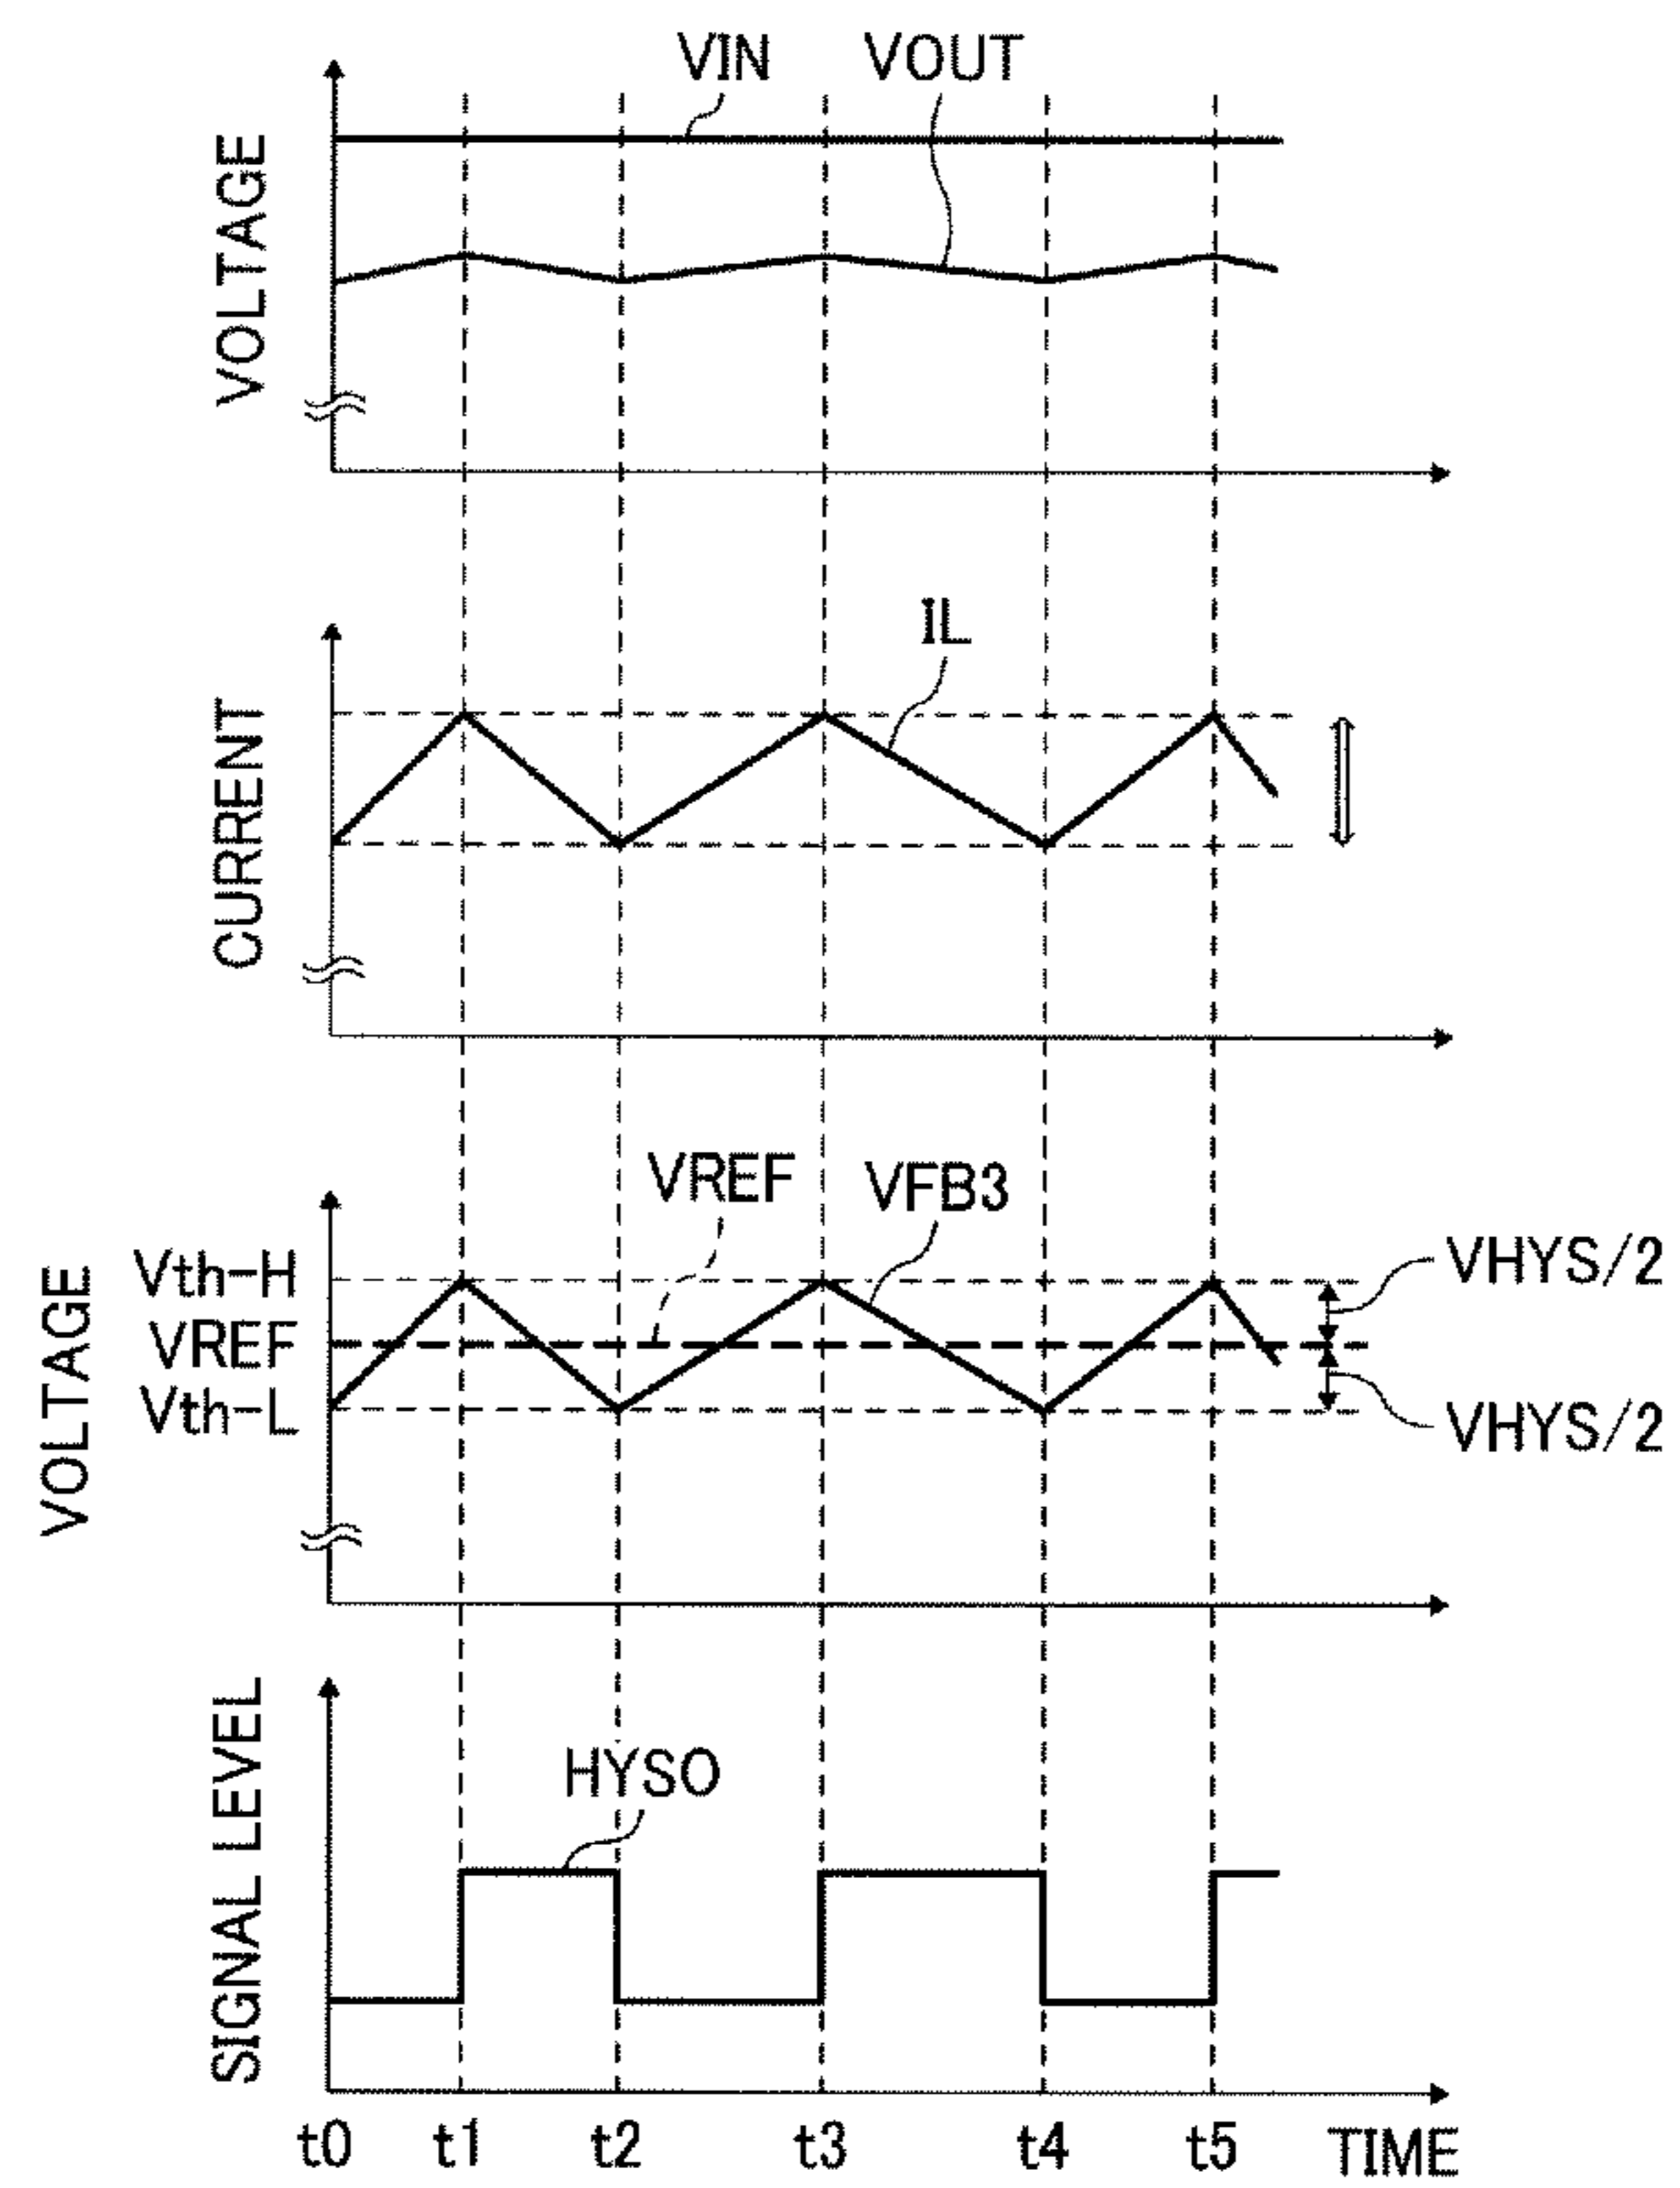 VIN VOUT
VOLTAGE
IL
CURRENT
VREF VFB3
Vth-H
VREF
Vth-L
VHYS/2
VHYS/2
VOLTAGE
HYSO
SIGNAL LEVEL
t0 t1 t2 t3 t4 t5 TIME